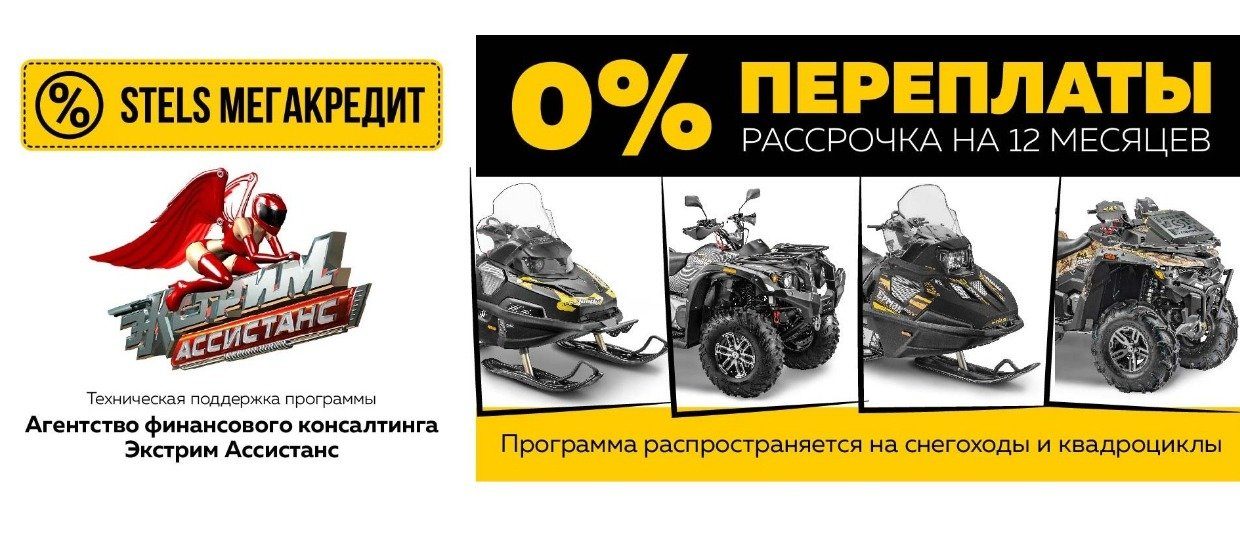 % STELS МЕГАКРЕДИТ
ЭКСТРИМ
АССИСТАНС
Техническая поддержка программы
Агентство финансового консалтинга
Экстрим Ассистанс
0% ПЕРЕПЛАТЫ
РАССРОЧКА НА 12 МЕСЯЦЕВ
Программа распространяется на снегоходы и квадроциклы